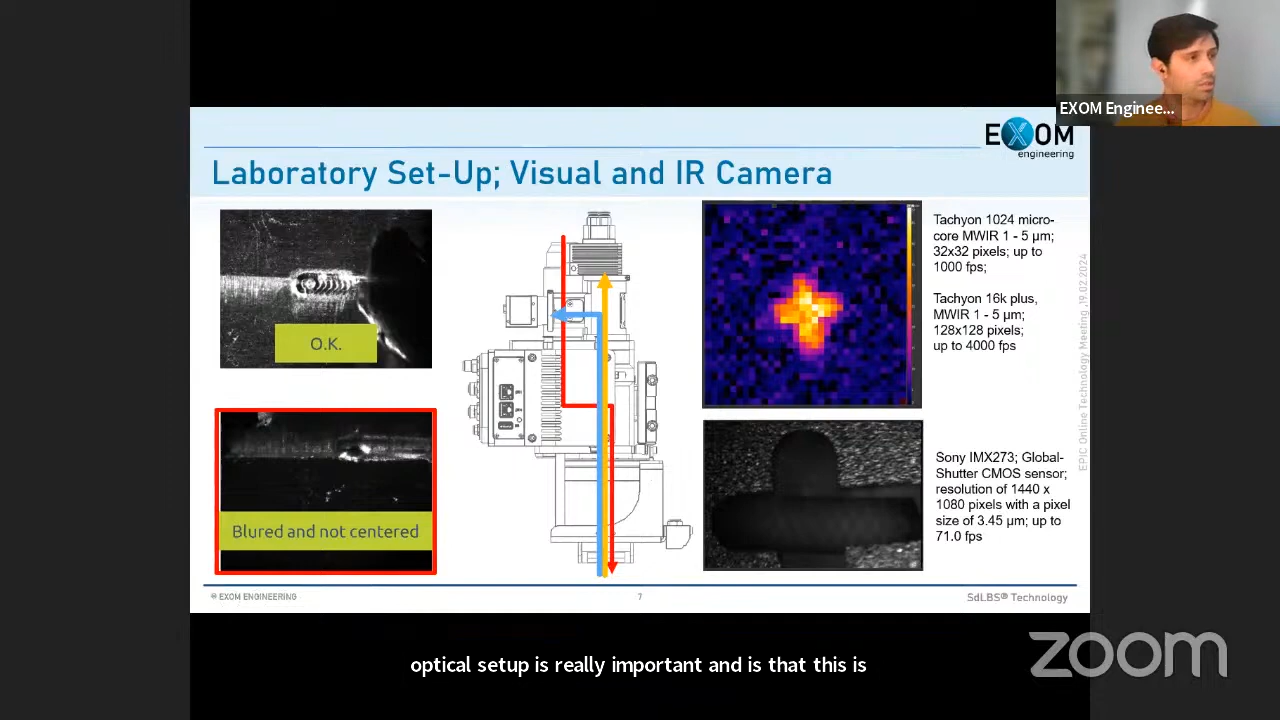 EXOM Enginee...
EXOM
engineering
Laboratory Set-Up; Visual and IR Camera
O.K.
Blured and not centered
Tachyon 1024 micro-
core MWIR 1 - 5 µm;
32x32 pixels; up to
1000 fps;
Tachyon 16k plus,
MWIR 1 - 5 µm;
128x128 pixels;
up to 4000 fps
Sony IMX273; Global-
Shutter CMOS sensor;
resolution of 1440 x
1080 pixels with a pixel
size of 3.45 µm; up to
71.0 fps
EPIC Online Technology Meeting ,19.02.2024
© EXOM ENGINEERING
7
SdLBS® Technology
optical setup is really important and is that this is
zoom